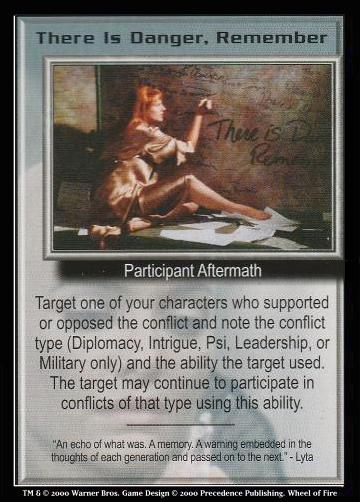 There Is Danger, Remember
There is D
Remem
Participant Aftermath
Target one of your characters who supported
or opposed the conflict and note the conflict
type (Diplomacy, Intrigue, Psi, Leadership, or
Military only) and the ability the target used.
The target may continue to participate in
conflicts of that type using this ability.
"An echo of what was. A memory. A warning embedded in the
thoughts of each generation and passed on to the next." - Lyta
TM & © 2000 Warner Bros. Game Design © 2000 Precedence Publishing. Wheel of Fire